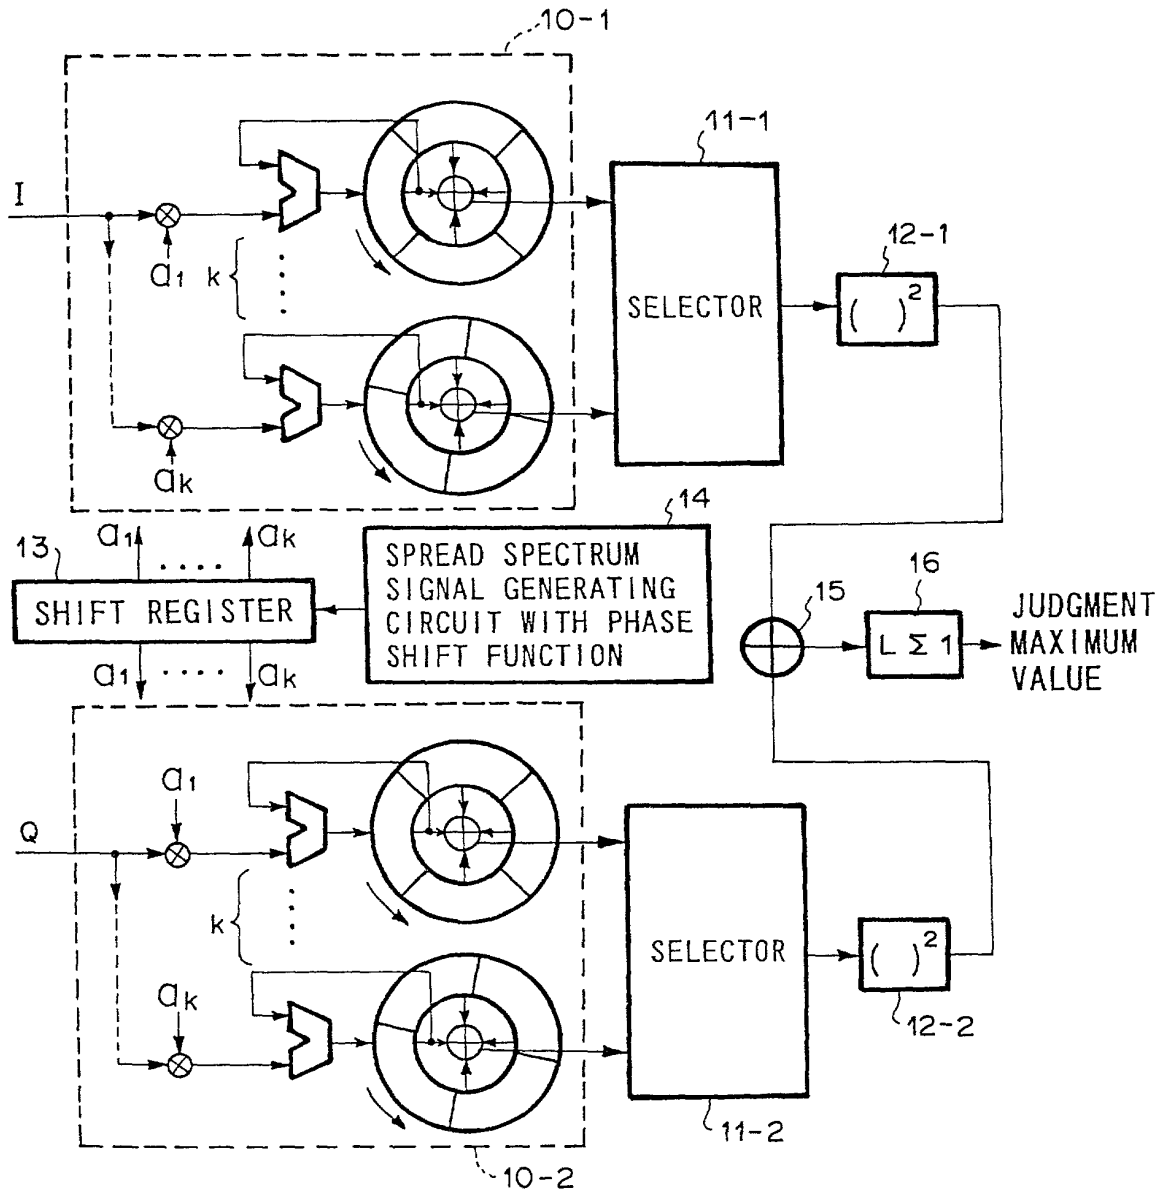 10-1
I
a1
k
ak
11-1
SELECTOR
12-1
( )2
13
a1 .... ak
SHIFT REGISTER
a1 .... ak
14
SPREAD SPECTRUM
SIGNAL GENERATING
CIRCUIT WITH PHASE
SHIFT FUNCTION
15
16
L Σ 1
JUDGMENT
MAXIMUM
VALUE
Q
a1
k
ak
SELECTOR
11-2
( )2
12-2
10-2